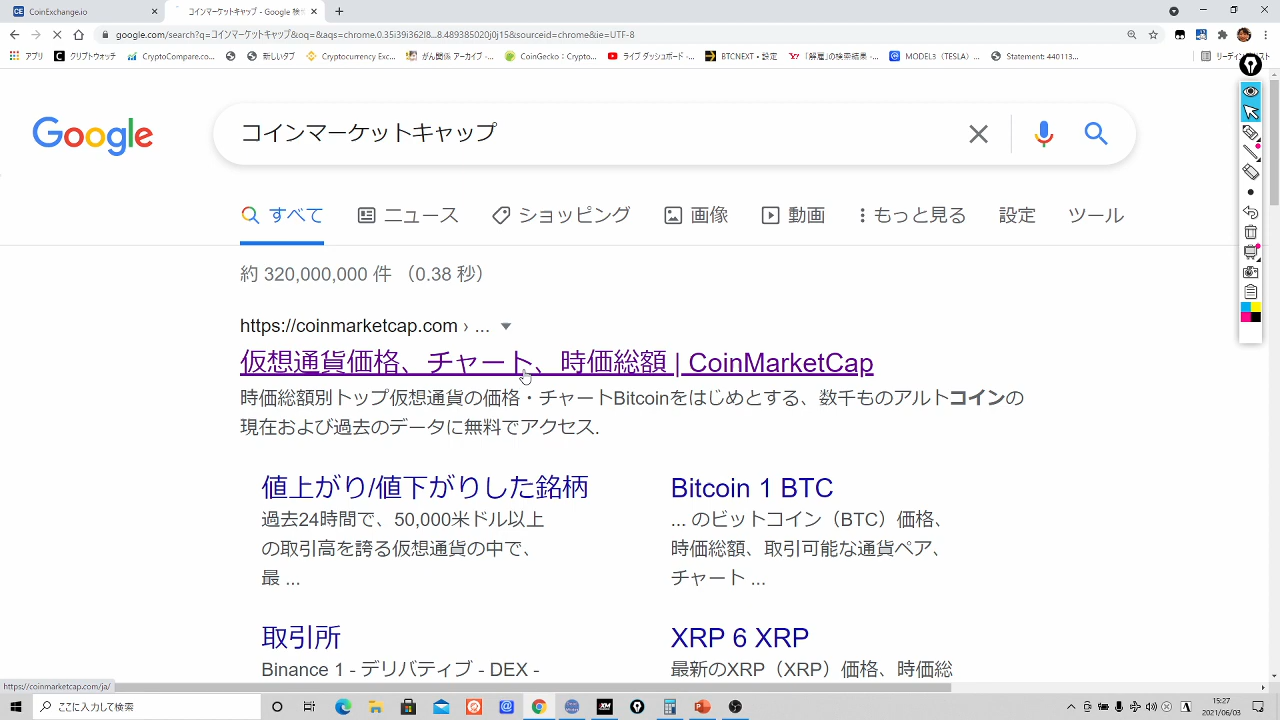 CoinExchange.io
コインマーケットキャップ - Google 検索
google.com/search?q=コインマーケットキャップ&oq=&aqs=chrome.0.35i39i362l8...8.489385020j0j15&sourceid=chrome&ie=UTF-8
アプリ
クリプトウォッチ
CryptoCompare.c...
新しいタブ
Cryptocurrency Exc...
がん関係 アーカイブ -...
CoinGecko : Crypto...
ライブ ダッシュボード -...
BTCNEXT • 設定
「解雇」の検索結果 -...
MODEL3（TESLA）...
Statement: 440113...
Google
コインマーケットキャップ
すべて
ニュース
ショッピング
画像
動画
もっと見る
設定
ツール
約 320,000,000 件 （0.38 秒）
https://coinmarketcap.com › ...
仮想通貨価格、チャート、時価総額 | CoinMarketCap
時価総額別トップ仮想通貨の価格・チャートBitcoinをはじめとする、数千ものアルトコインの
現在および過去のデータに無料でアクセス.
値上がり/値下がりした銘柄
過去24時間で、50,000米ドル以上
の取引高を誇る仮想通貨の中で、
最 ...
Bitcoin 1 BTC
... のビットコイン（BTC）価格、
時価総額、取引可能な通貨ペア、
チャート ...
取引所
Binance 1 - デリバティブ - DEX -
XRP 6 XRP
最新のXRP（XRP）価格、時価総
https://coinmarketcap.com/ja/
ここに入力して検索
XM
A
15:27
2021/06/03